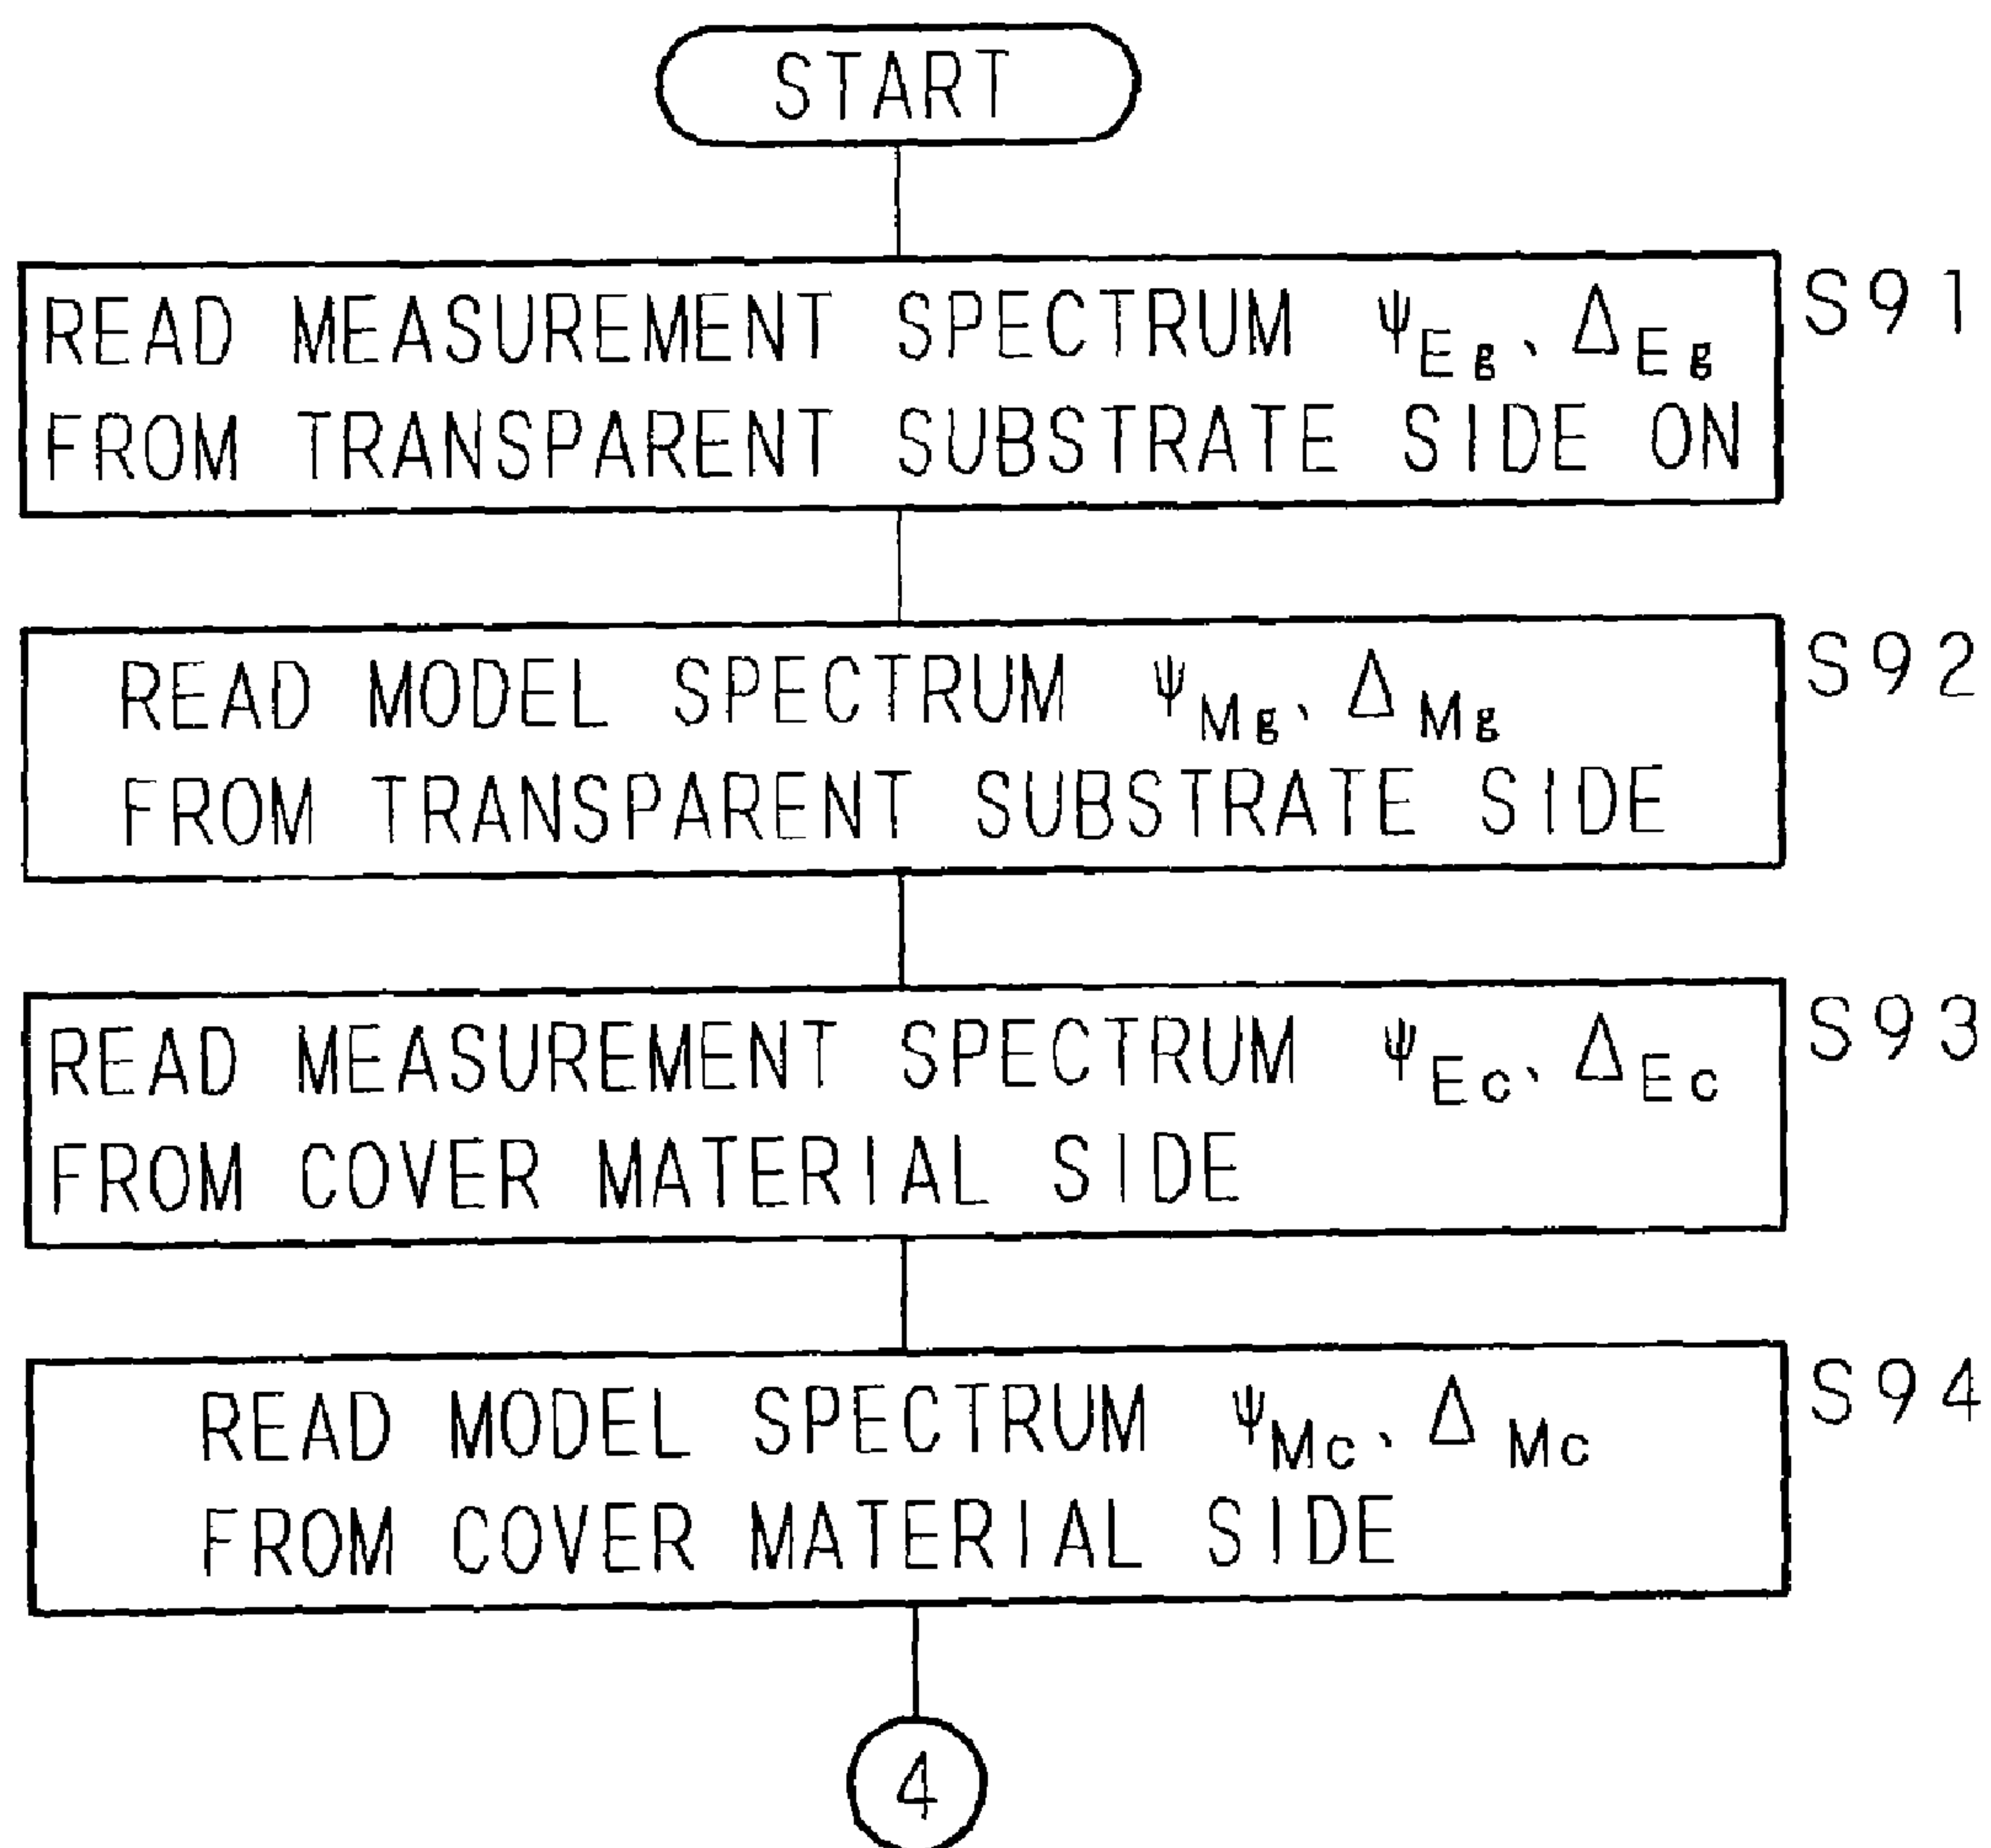 START
READ MEASUREMENT SPECTRUM ψEg、ΔEg
FROM TRANSPARENT SUBSTRATE SIDE ON
S91
READ MODEL SPECTRUM ψMg、ΔMg
FROM TRANSPARENT SUBSTRATE SIDE
S92
READ MEASUREMENT SPECTRUM ψEc、ΔEc
FROM COVER MATERIAL SIDE
S93
READ MODEL SPECTRUM ψMc、ΔMc
FROM COVER MATERIAL SIDE
S94
4